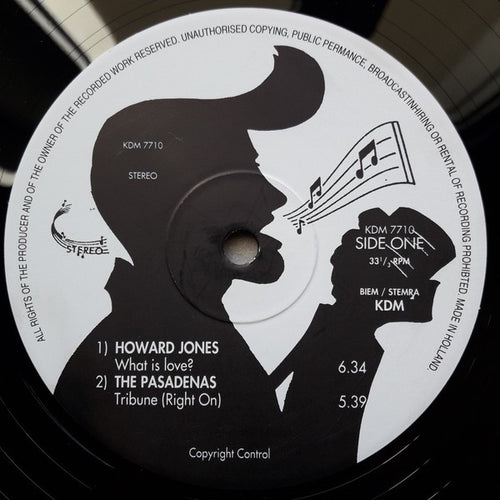 ALL RIGHTS OF THE PRODUCER AND OF THE OWNER OF THE RECORDED WORK RESERVED. UNAUTHORISED COPYING, PUBLIC PERMANCE, BROADCASTINHIRING OR RENTAL OF RECORDING PROHIBTED. MADE IN HOLLAND
KDM 7710
STEREO
STEREO
KDM 7710
SIDE ONE
33 1/3 RPM
BIEM / STEMRA
KDM
1) HOWARD JONES
What is love? 6.34
2) THE PASADENAS
Tribune (Right On) 5.39
Copyright Control